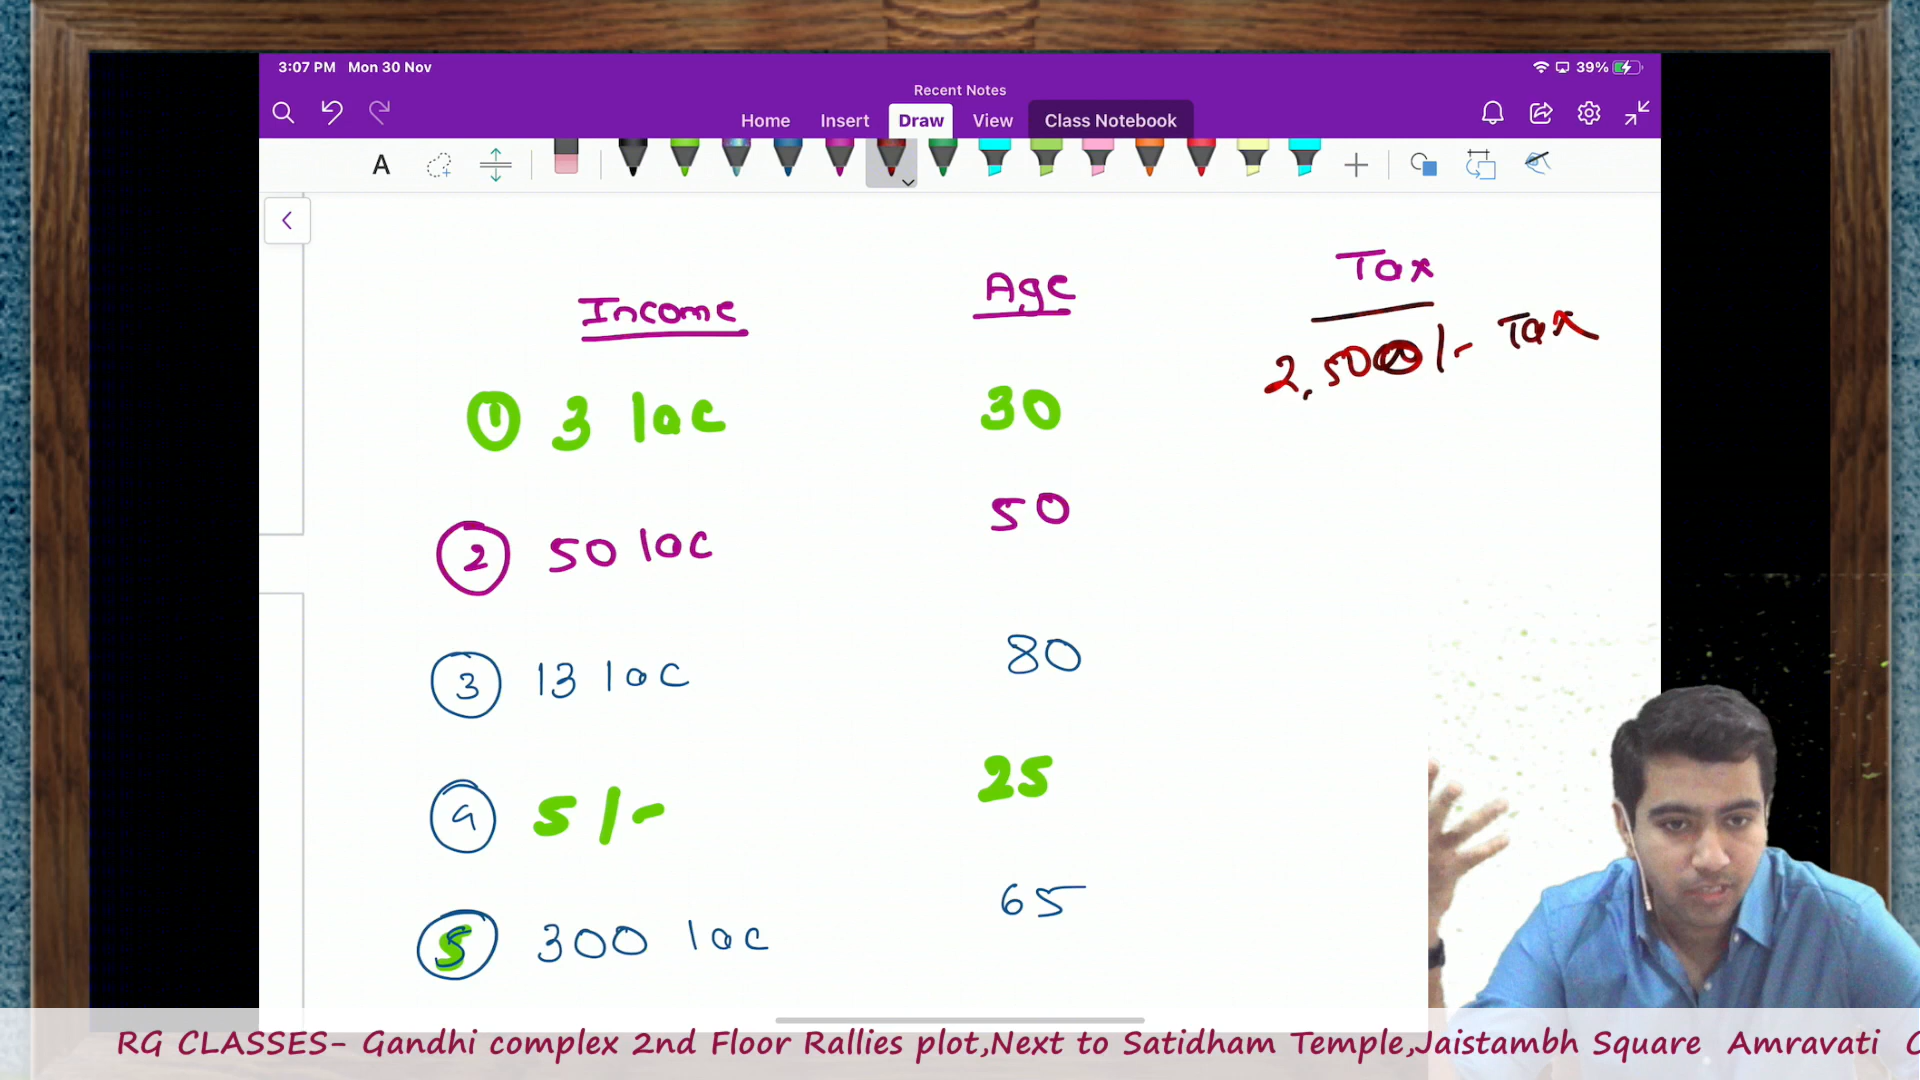 3:07 PM Mon 30 Nov
39%
Recent Notes
Home Insert Draw View Class Notebook
A
Income Age Tax
2,500/- Tax
① 3 lac 30
② 50 lac 50
③ 13 lac 80
④ 5/- 25
⑤ 300 lac 65
RG CLASSES- Gandhi complex 2nd Floor Rallies plot,Next to Satidham Temple,Jaistambh Square Amravati